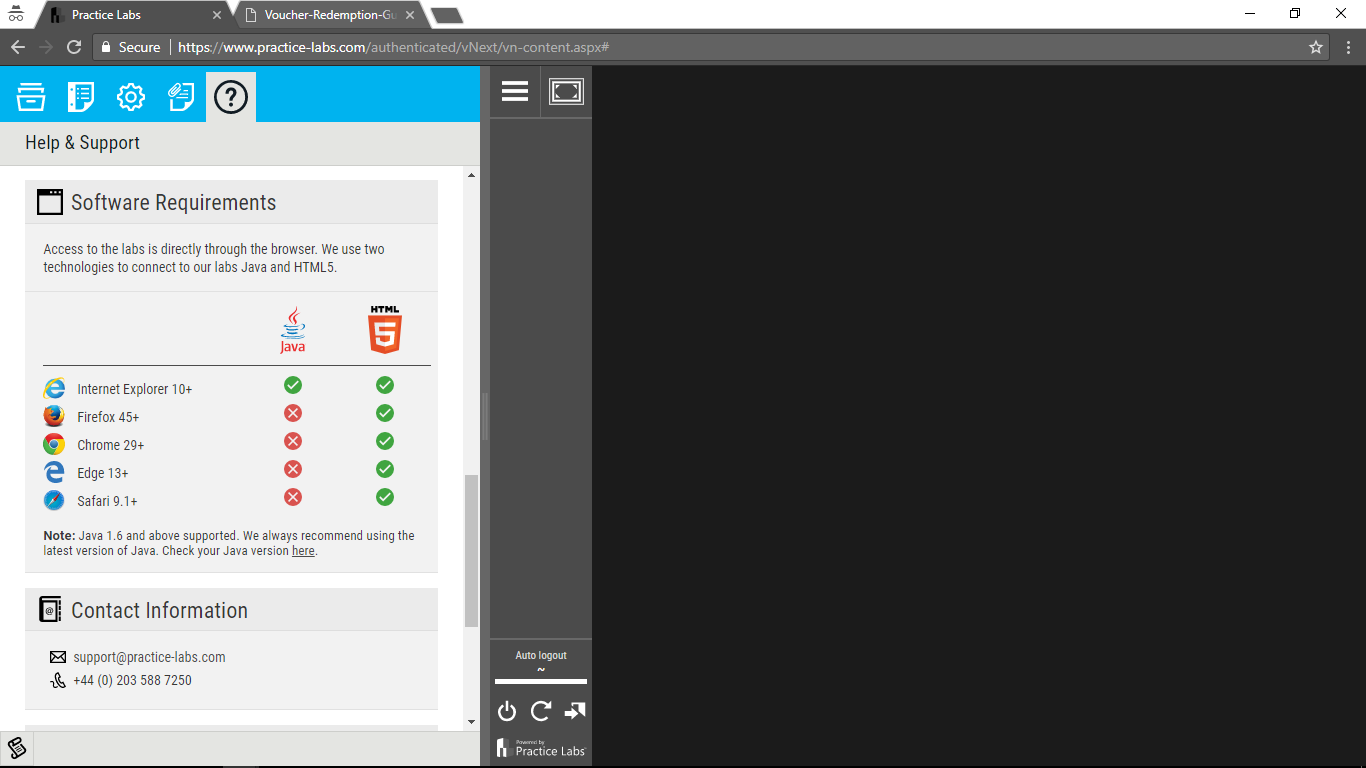 Practice Labs
Voucher-Redemption-Gu
Secure
https://www.practice-labs.com/authenticated/vNext/vn-content.aspx#
Help & Support
Software Requirements
Access to the labs is directly through the browser. We use two
technologies to connect to our labs Java and HTML5.
Java
HTML
5
Internet Explorer 10+
Firefox 45+
Chrome 29+
Edge 13+
Safari 9.1+
Note: Java 1.6 and above supported. We always recommend using the
latest version of Java. Check your Java version here.
Contact Information
support@practice-labs.com
+44 (0) 203 588 7250
Auto logout
~
Powered by
Practice Labs